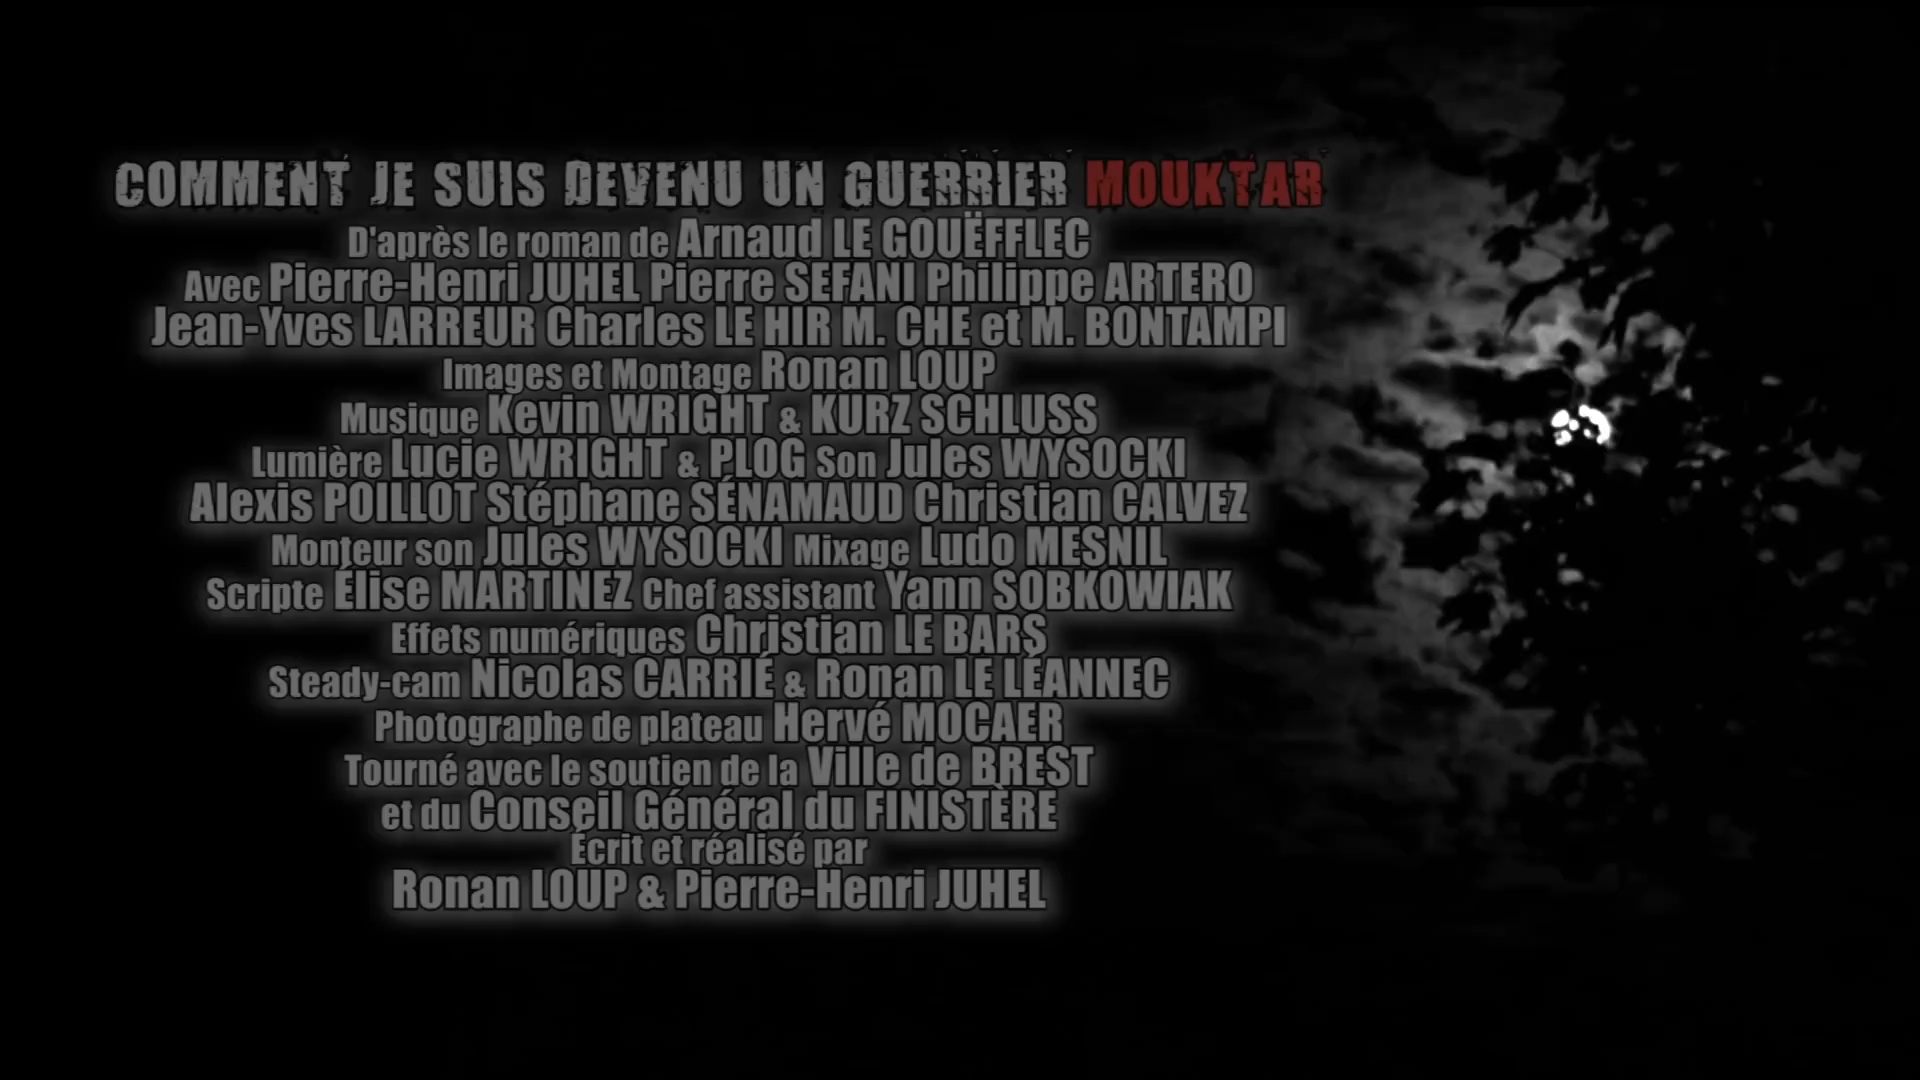 COMMENT JE SUIS DEVENU UN GUERRIER MOUKTAR
D'après le roman de Arnaud LE GOUËFFLEC
Avec Pierre-Henri JUHEL Pierre SEFANI Philippe ARTERO
Jean-Yves LARREUR Charles LE HIR M. CHE et M. BONTAMPI
Images et Montage Ronan LOUP
Musique Kevin WRIGHT & KURZ SCHLUSS
Lumière Lucie WRIGHT & PLOG Son Jules WYSOCKI
Alexis POILLOT Stéphane SÉNAMAUD Christian CALVEZ
Monteur son Jules WYSOCKI Mixage Ludo MESNIL
Scripte Élise MARTINEZ Chef assistant Yann SOBKOWIAK
Effets numériques Christian LE BARS
Steady-cam Nicolas CARRIÉ & Ronan LE LÉANNEC
Photographe de plateau Hervé MOCAER
Tourné avec le soutien de la Ville de BREST
et du Conseil Général du FINISTÈRE
Écrit et réalisé par
Ronan LOUP & Pierre-Henri JUHEL